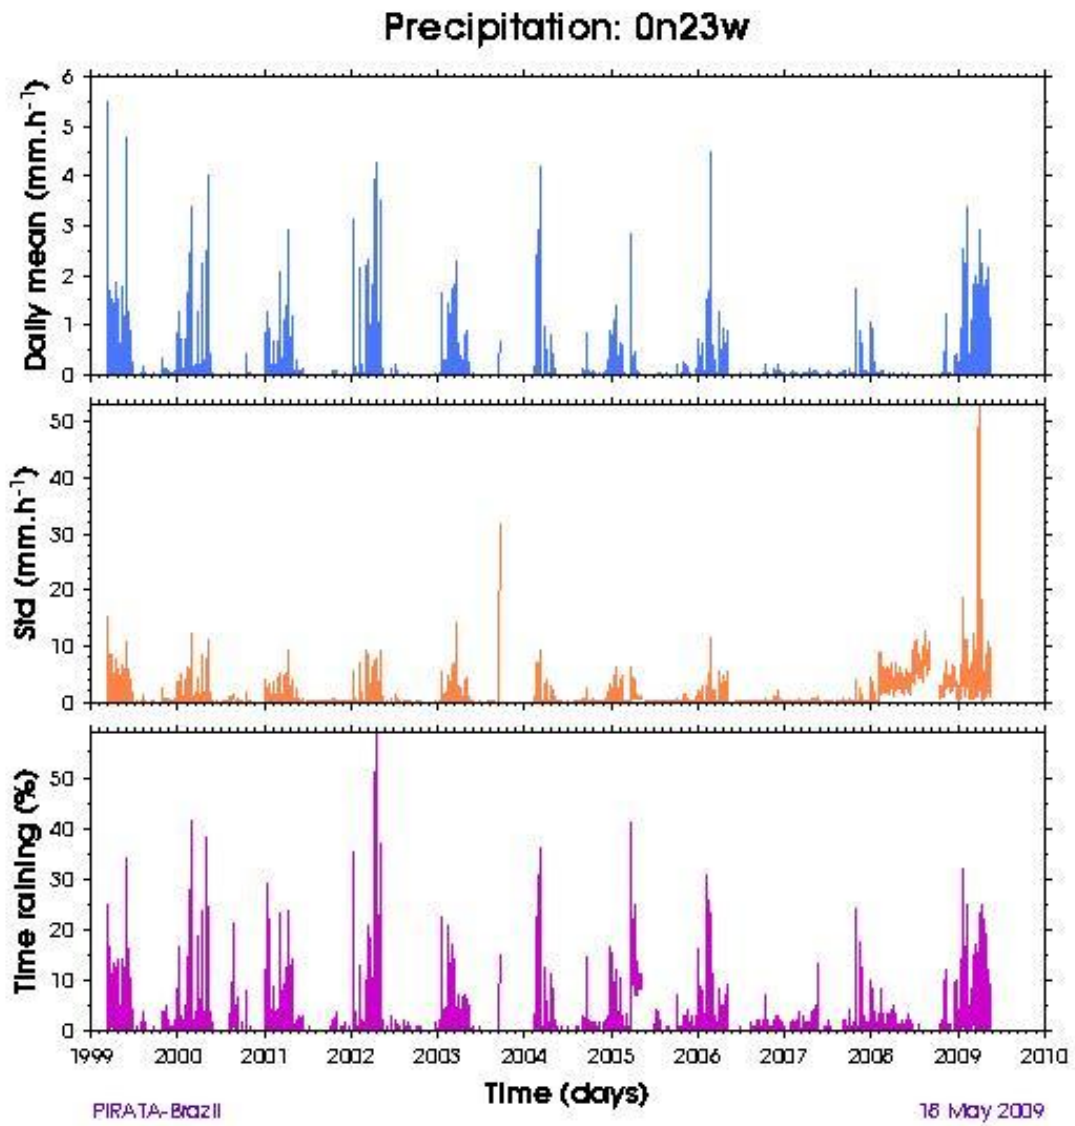 Precipitation: 0n23w
Daily mean (mm.h-1)
6
5
4
3
2
1
0
Std (mm.h-1)
50
40
30
20
10
0
Time raining (%)
50
40
30
20
10
0
1999 2000 2001 2002 2003 2004 2005 2006 2007 2008 2009 2010
Time (days)
PIRATA-Brazil 18 May 2009